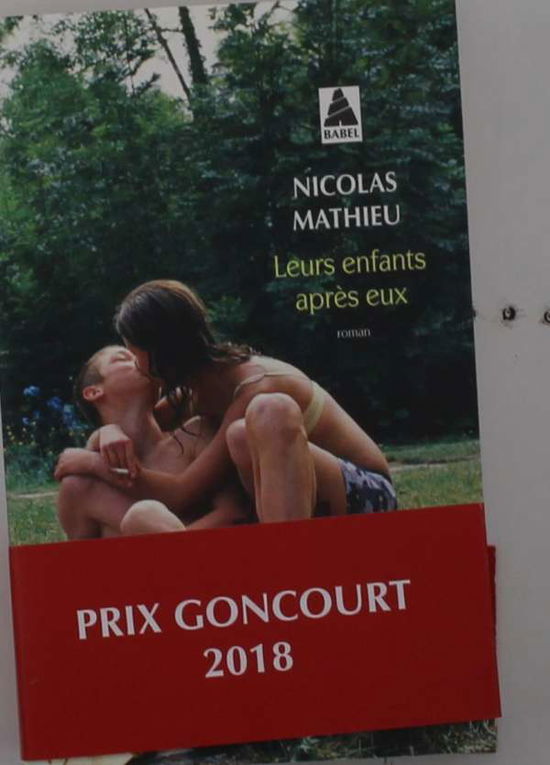 BABEL
NICOLAS
MATHIEU
Leurs enfants
après eux
roman
PRIX GONCOURT
2018